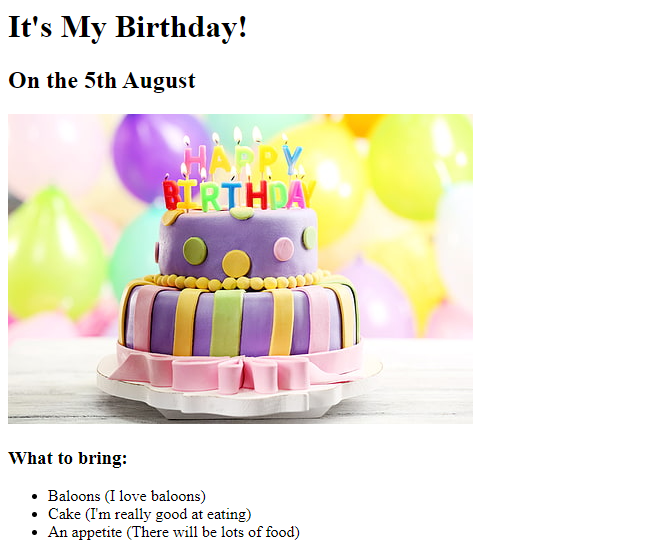 It's My Birthday!
On the 5th August
HAPPY
BIRTHDAY
What to bring:
Baloons (I love baloons)
Cake (I'm really good at eating)
An appetite (There will be lots of food)